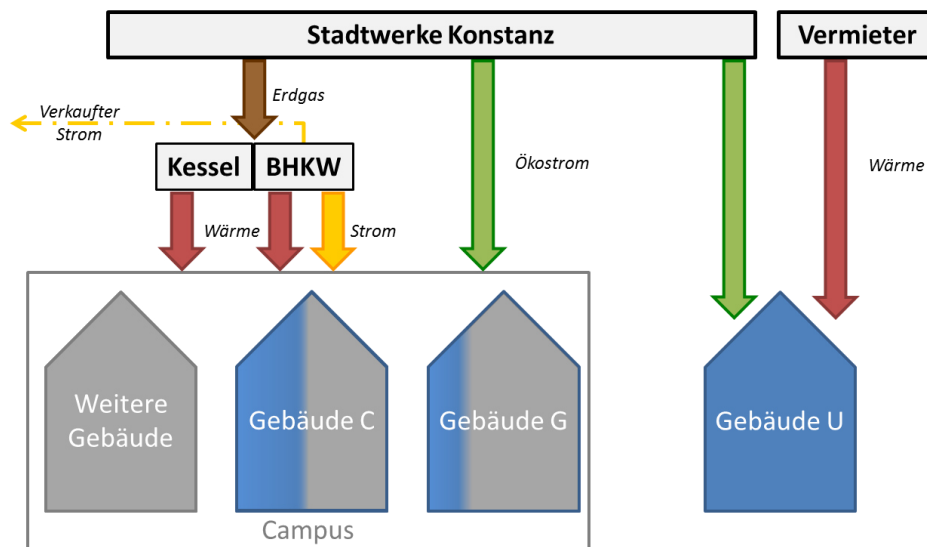 Stadtwerke Konstanz
Vermieter
Erdgas
Verkaufter
Strom
Kessel
BHKW
Ökostrom
Wärme
Wärme
Strom
Weitere
Gebäude
Gebäude C
Gebäude G
Gebäude U
Campus